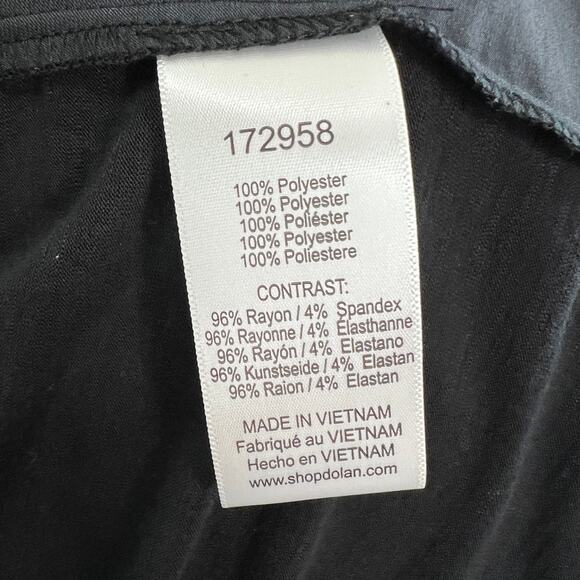 172958
100% Polyester
100% Polyester
100% Poliéster
100% Polyester
100% Poliestere
CONTRAST:
96% Rayon / 4% Spandex
96% Rayonne / 4% Élasthanne
96% Rayón / 4% Elastano
96% Kunstseide / 4% Elastan
96% Raion / 4% Elastan
MADE IN VIETNAM
Fabriqué au VIETNAM
Hecho en VIETNAM
www.shopdolan.com